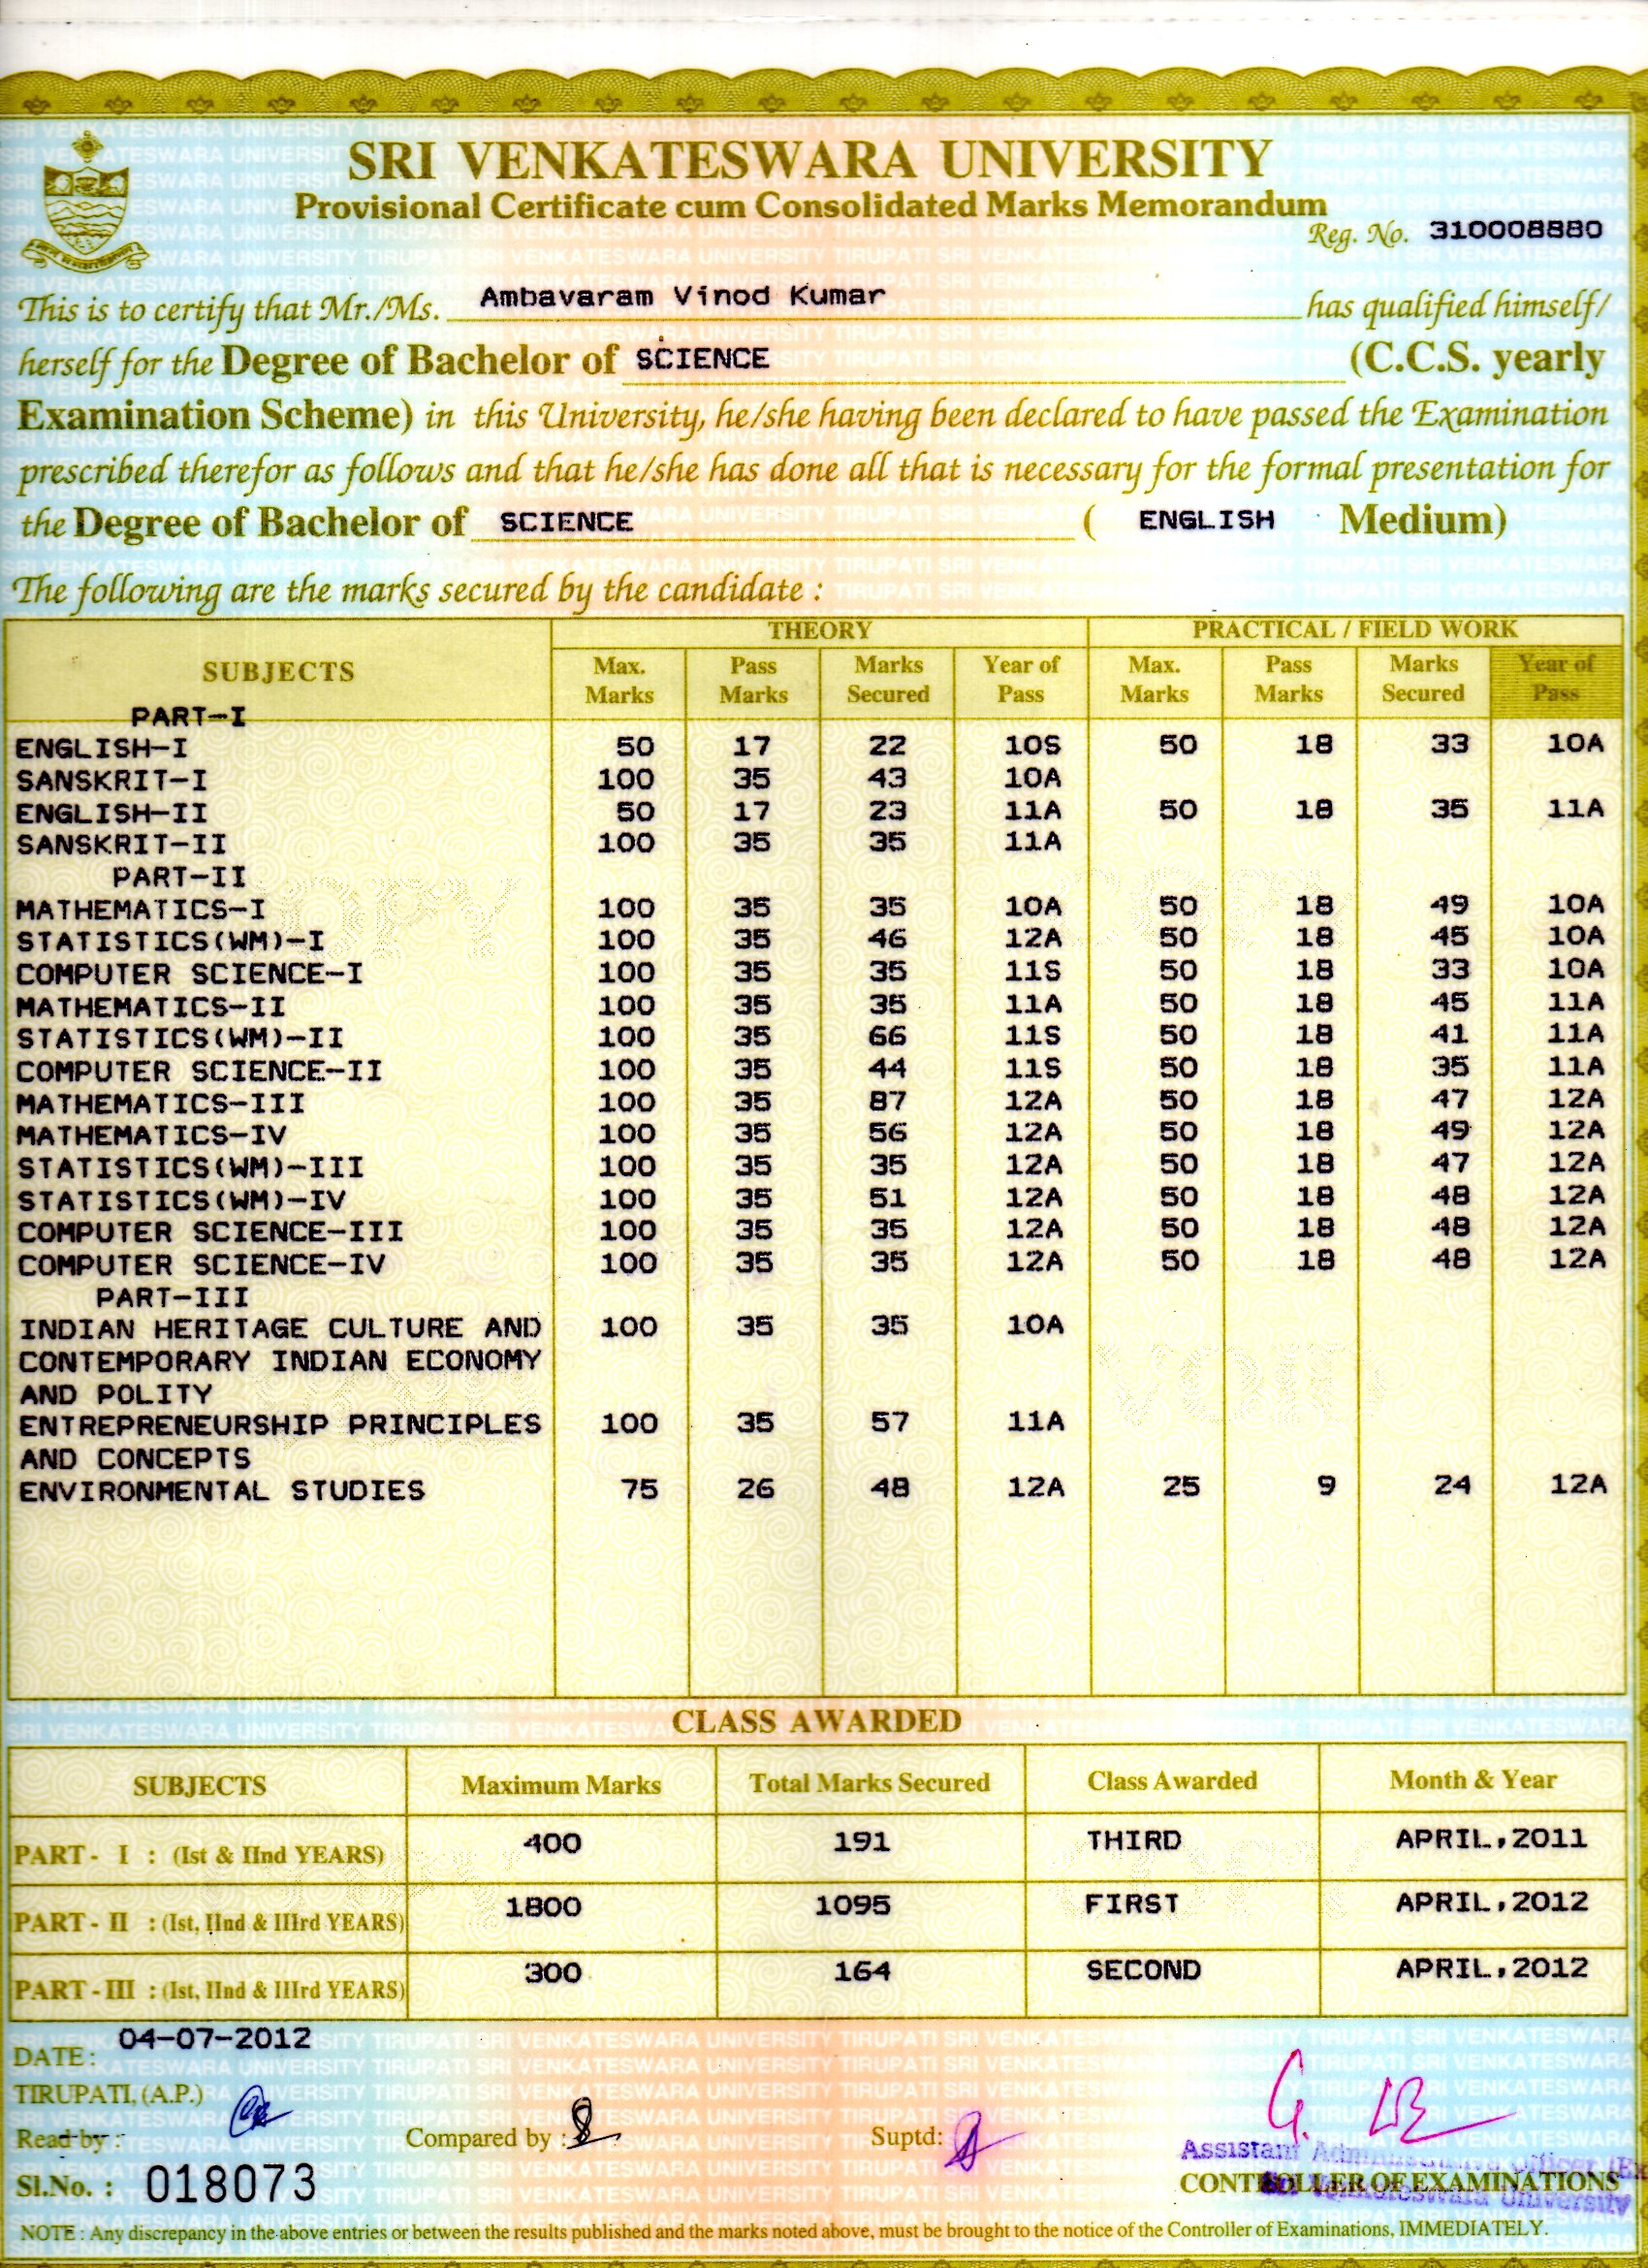 SRI VENKATESWARA UNIVERSITY
Provisional Certificate cum Consolidated Marks Memorandum
Reg. No. 310008880
This is to certify that Mr./Ms. Ambavaram Vinod Kumar has qualified himself/
herself for the Degree of Bachelor of SCIENCE (C.C.S. yearly
Examination Scheme) in this University, he/she having been declared to have passed the Examination
prescribed therefor as follows and that he/she has done all that is necessary for the formal presentation for
the Degree of Bachelor of SCIENCE ( ENGLISH Medium)
The following are the marks secured by the candidate :
SUBJECTS THEORY PRACTICAL / FIELD WORK
Max. Marks Pass Marks Marks Secured Year of Pass Max. Marks Pass Marks Marks Secured Year of Pass
PART-I
ENGLISH-I 50 17 22 10S 50 18 33 10A
SANSKRIT-I 100 35 43 10A
ENGLISH-II 50 17 23 11A 50 18 35 11A
SANSKRIT-II 100 35 35 11A
PART-II
MATHEMATICS-I 100 35 35 10A 50 18 49 10A
STATISTICS(WM)-I 100 35 46 12A 50 18 45 10A
COMPUTER SCIENCE-I 100 35 35 11S 50 18 33 10A
MATHEMATICS-II 100 35 35 11A 50 18 45 11A
STATISTICS(WM)-II 100 35 66 11S 50 18 41 11A
COMPUTER SCIENCE-II 100 35 44 11S 50 18 35 11A
MATHEMATICS-III 100 35 87 12A 50 18 47 12A
MATHEMATICS-IV 100 35 56 12A 50 18 49 12A
STATISTICS(WM)-III 100 35 35 12A 50 18 47 12A
STATISTICS(WM)-IV 100 35 51 12A 50 18 48 12A
COMPUTER SCIENCE-III 100 35 35 12A 50 18 48 12A
COMPUTER SCIENCE-IV 100 35 35 12A 50 18 48 12A
PART-III
INDIAN HERITAGE CULTURE AND 100 35 35 10A
CONTEMPORARY INDIAN ECONOMY
AND POLITY
ENTREPRENEURSHIP PRINCIPLES 100 35 57 11A
AND CONCEPTS
ENVIRONMENTAL STUDIES 75 26 48 12A 25 9 24 12A
CLASS AWARDED
SUBJECTS Maximum Marks Total Marks Secured Class Awarded Month & Year
PART - I : (Ist & IInd YEARS) 400 191 THIRD APRIL,2011
PART - II : (Ist, IInd & IIIrd YEARS) 1800 1095 FIRST APRIL,2012
PART - III : (Ist, IInd & IIIrd YEARS) 300 164 SECOND APRIL,2012
DATE : 04-07-2012
TIRUPATI, (A.P.)
Read by : Compared by : Suptd:
Assistant
Sl.No. : 018073 CONTROLLER OF EXAMINATIONS
University
NOTE : Any discrepancy in the above entries or between the results published and the marks noted above, must be brought to the notice of the Controller of Examinations, IMMEDIATELY.